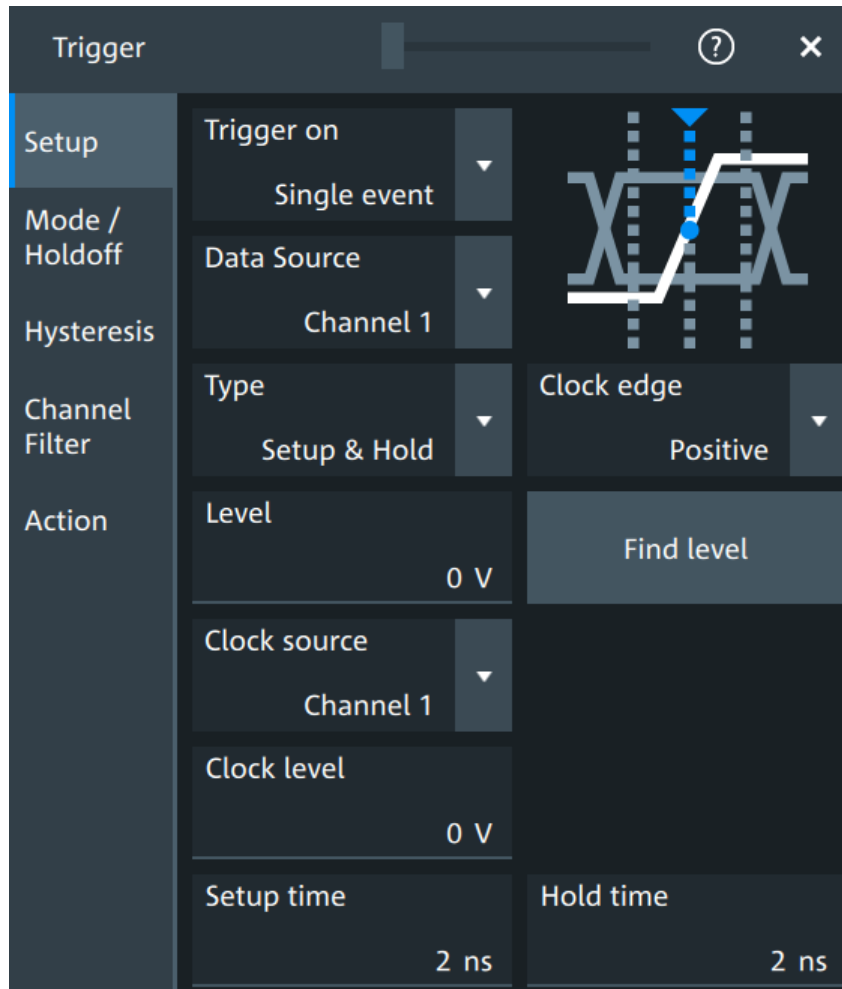 Trigger
?
Setup
Mode /
Holdoff
Hysteresis
Channel
Filter
Action
Trigger on
Single event
Data Source
Channel 1
Type
Setup & Hold
Clock edge
Positive
Level
0 V
Find level
Clock source
Channel 1
Clock level
0 V
Setup time
2 ns
Hold time
2 ns